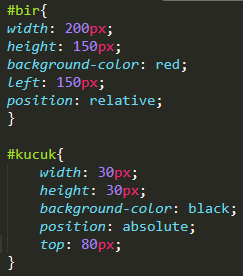 #bir{
width: 200px;
height: 150px;
background-color: red;
left: 150px;
position: relative;
}

#kucuk{
    width: 30px;
    height: 30px;
    background-color: black;
    position: absolute;
    top: 80px;
}